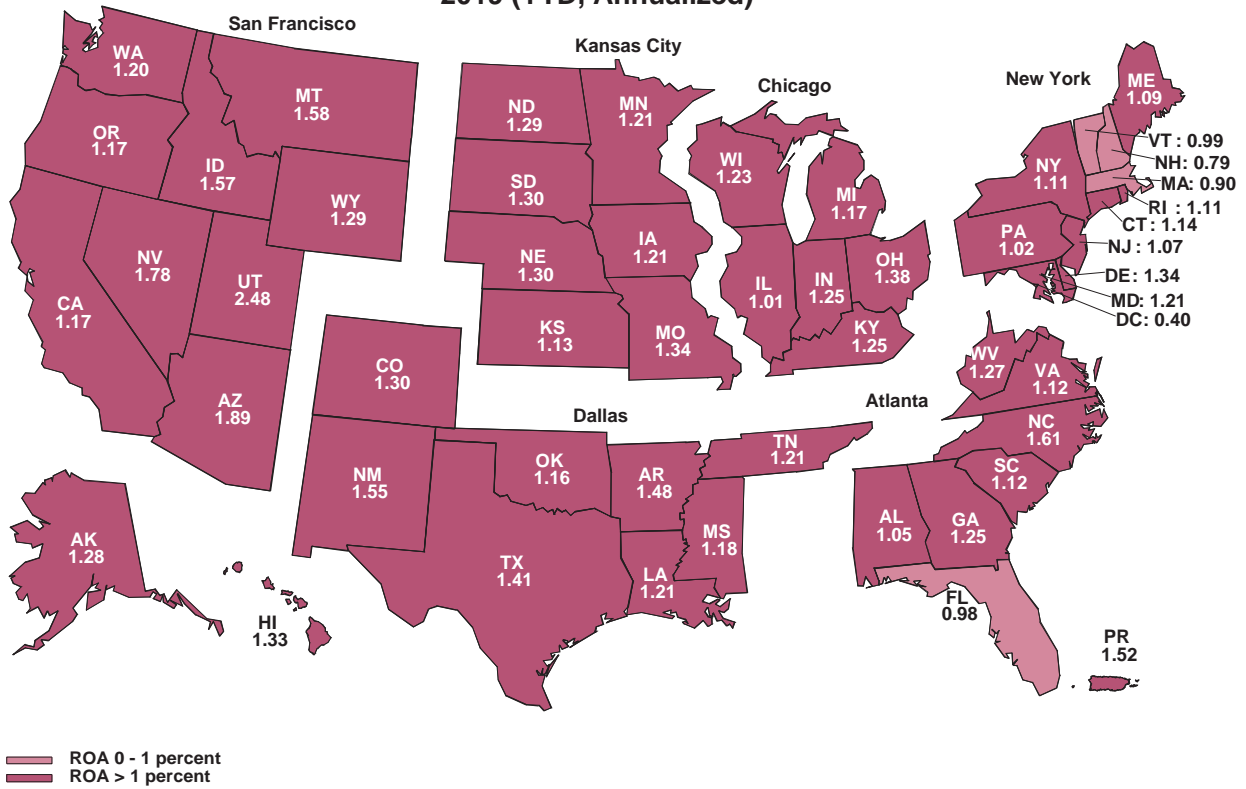 2019 (YTD, Annualized)
San Francisco
Kansas City
Chicago
New York
WA
1.20
OR
1.17
MT
1.58
ID
1.57
WY
1.29
NV
1.78
UT
2.48
CA
1.17
AZ
1.89
AK
1.28
HI
1.33
ND
1.29
MN
1.21
SD
1.30
NE
1.30
IA
1.21
KS
1.13
MO
1.34
WI
1.23
MI
1.17
IL
1.01
IN
1.25
OH
1.38
KY
1.25
ME
1.09
VT : 0.99
NH: 0.79
MA: 0.90
RI : 1.11
CT : 1.14
NJ : 1.07
DE: 1.34
MD: 1.21
DC: 0.40
NY
1.11
PA
1.02
Dallas
CO
1.30
NM
1.55
OK
1.16
AR
1.48
TN
1.21
TX
1.41
LA
1.21
MS
1.18
Atlanta
WV
1.27
VA
1.12
NC
1.61
SC
1.12
AL
1.05
GA
1.25
FL
0.98
PR
1.52
ROA 0 - 1 percent
ROA > 1 percent